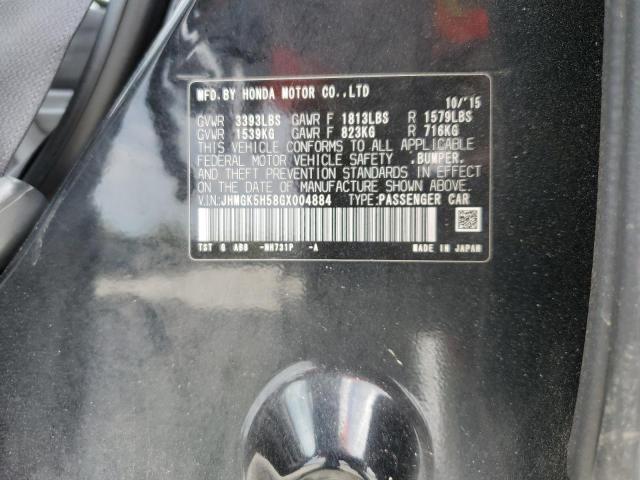 MFD.BY HONDA MOTOR CO.,LTD 10/'15
GVWR 3393LBS GAWR F 1813LBS R 1579LBS
GVWR 1539KG GAWR F 823KG R 716KG
THIS VEHICLE CONFORMS TO ALL APPLICABLE
FEDERAL MOTOR VEHICLE SAFETY ,BUMPER,
AND THEFT PREVENTION STANDARDS IN EFFECT
ON THE DATE OF MANUFACTURE SHOWN ABOVE.
V.I.N:JHMGK5H58GX004884 TYPE:PASSENGER CAR
TST G AB9 -NH731P -A MADE IN JAPAN